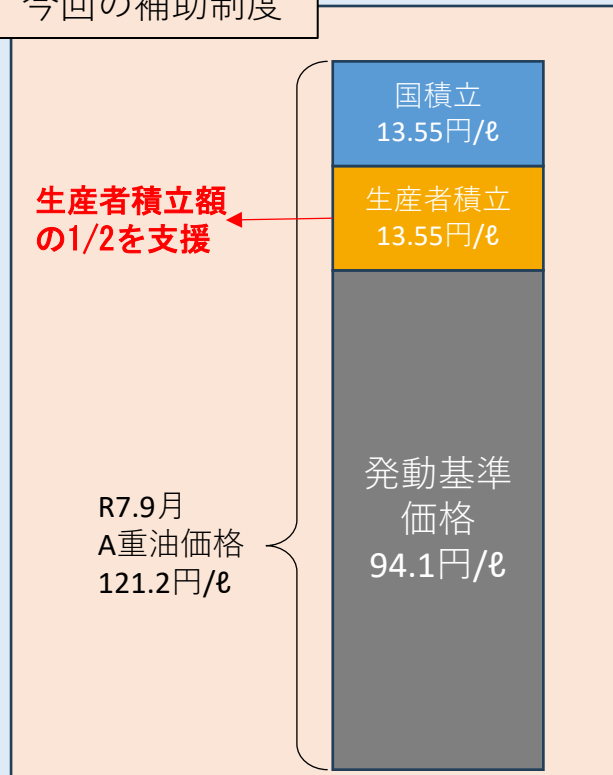 今回の補助制度
国積立
13.55円/ℓ
生産者積立額
の1/2を支援
生産者積立
13.55円/ℓ
発動基準
価格
94.1円/ℓ
R7.9月
A重油価格
121.2円/ℓ